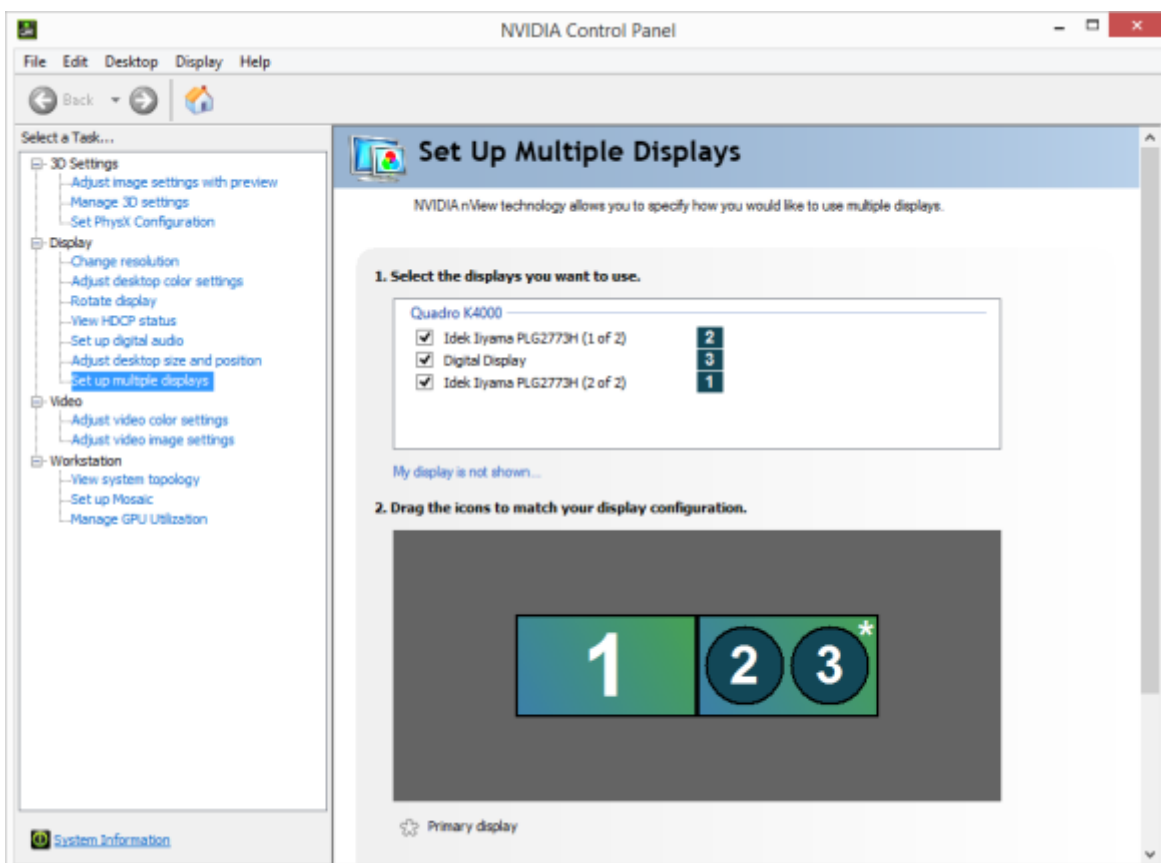 NVIDIA Control Panel
File Edit Desktop Display Help
Back
Select a Task...
3D Settings
Adjust image settings with preview
Manage 3D settings
Set PhysX Configuration
Display
Change resolution
Adjust desktop color settings
Rotate display
View HDCP status
Set up digital audio
Adjust desktop size and position
Set up multiple displays
Video
Adjust video color settings
Adjust video image settings
Workstation
View system topology
Set up Mosaic
Manage GPU Utilization
System Information
Set Up Multiple Displays
NVIDIA nView technology allows you to specify how you would like to use multiple displays.
1. Select the displays you want to use.
Quadro K4000
Idek Iiyama PLG2773H (1 of 2) 2
Digital Display 3
Idek Iiyama PLG2773H (2 of 2) 1
My display is not shown...
2. Drag the icons to match your display configuration.
1 2 3 *
Primary display